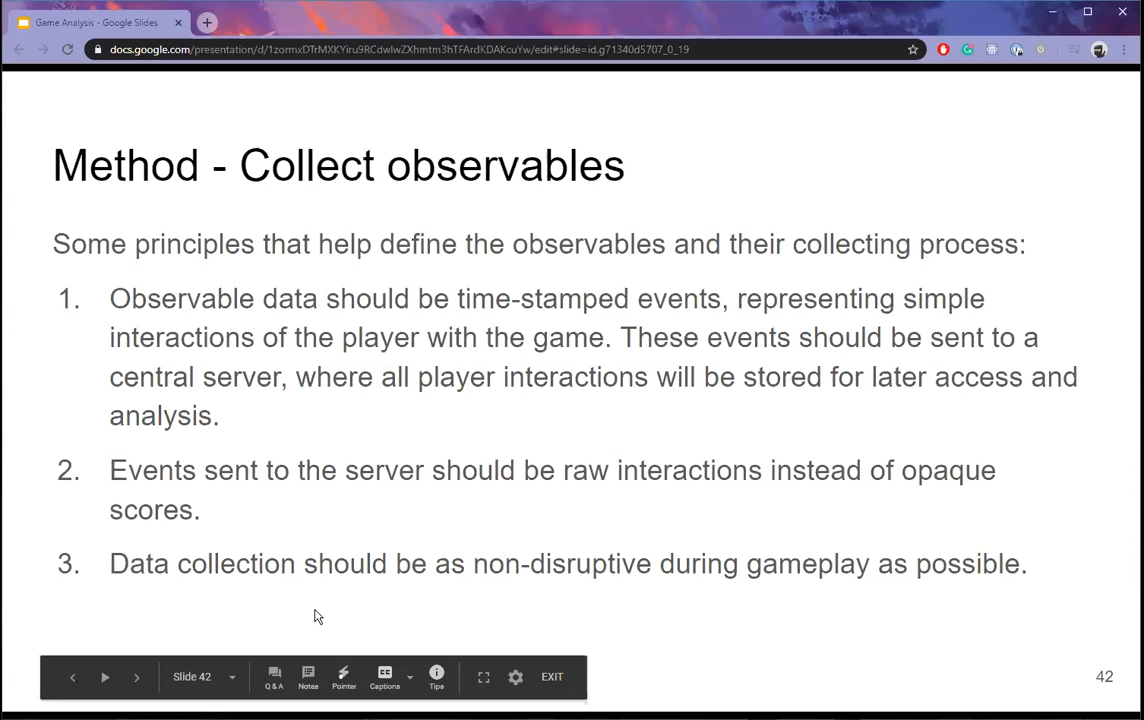 Game Analysis - Google Slides
docs.google.com/presentation/d/1zormxDTrMXKYiru9RCdwlwZXhmtm3hTFArdKDAKcuYw/edit#slide=id.g71340d5707_0_19
Method - Collect observables
Some principles that help define the observables and their collecting process:
1. Observable data should be time-stamped events, representing simple
interactions of the player with the game. These events should be sent to a
central server, where all player interactions will be stored for later access and
analysis.
2. Events sent to the server should be raw interactions instead of opaque
scores.
3. Data collection should be as non-disruptive during gameplay as possible.
Slide 42
Q & A
Notes
Pointer
CC
Captions
Tips
EXIT
42